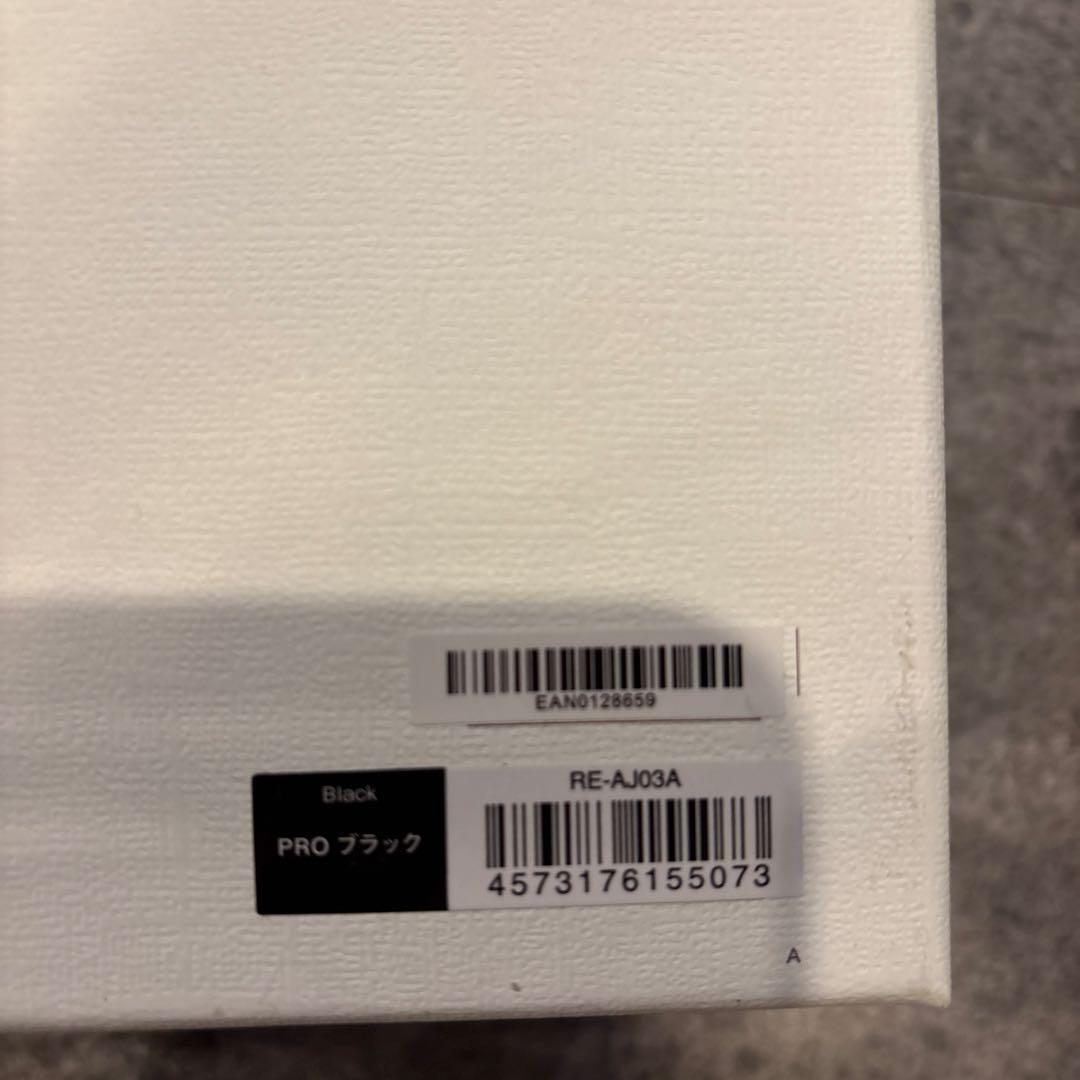 EAN0128659
Black
PRO ブラック
RE-AJ03A
4573176155073
A